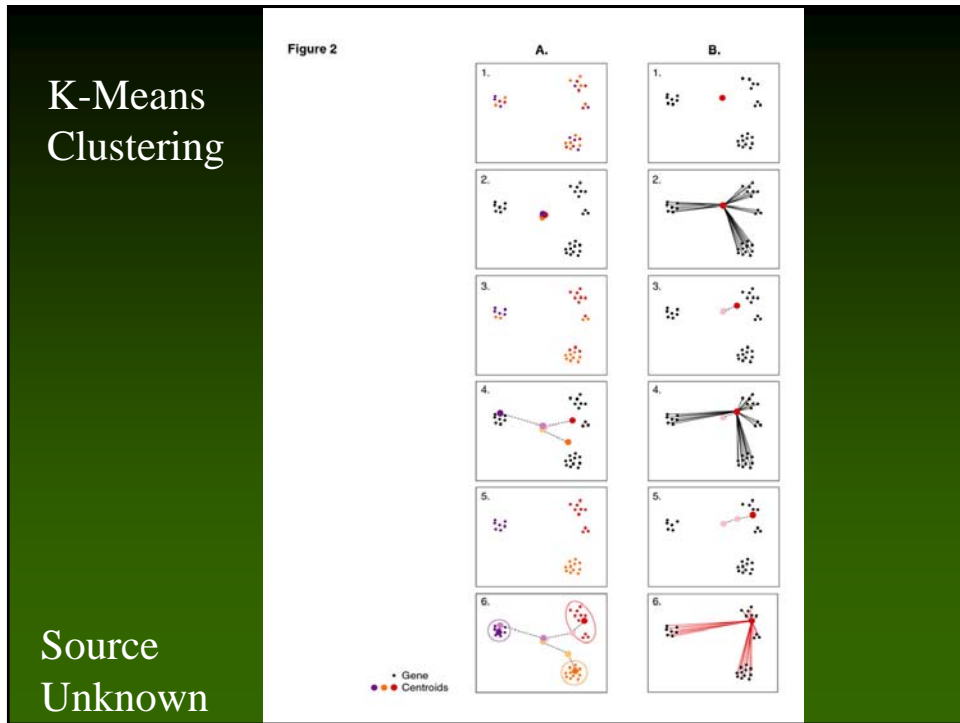 K-Means
Clustering
Figure 2
A.
B.
1.
1.
2.
2.
3.
3.
4.
4.
5.
5.
6.
6.
Gene
Centroids
Source
Unknown